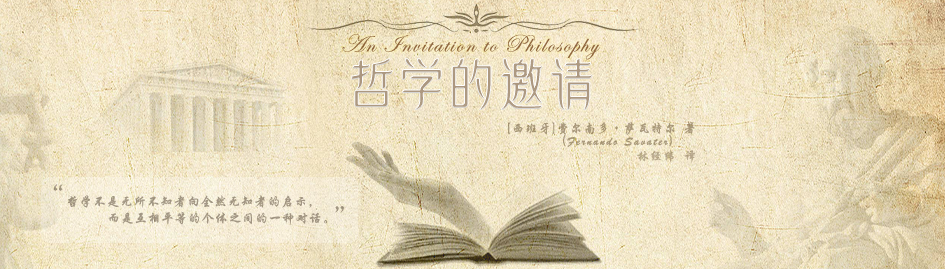 An Invitation to Philosophy
哲学的邀请
[西班牙]费尔南多·萨瓦特尔 著
(Fernando Savater)
林经纬 译
“哲学不是无所不知者向全然无知者的启示，
而是互相平等的个体之间的一种对话。”